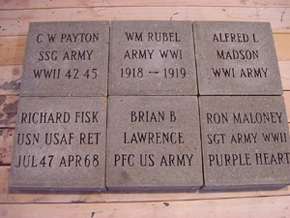 C W PAYTON
SSG ARMY
WWII 42 45
WM RUBEL
ARMY WWI
1918 — 1919
ALFRED I.
MADSON
WWI ARMY
RICHARD FISK
USN USAF RET
JUL47 APR68
BRIAN B
LAWRENCE
PFC US ARMY
RON MALONEY
SGT ARMY WWII
PURPLE HEART